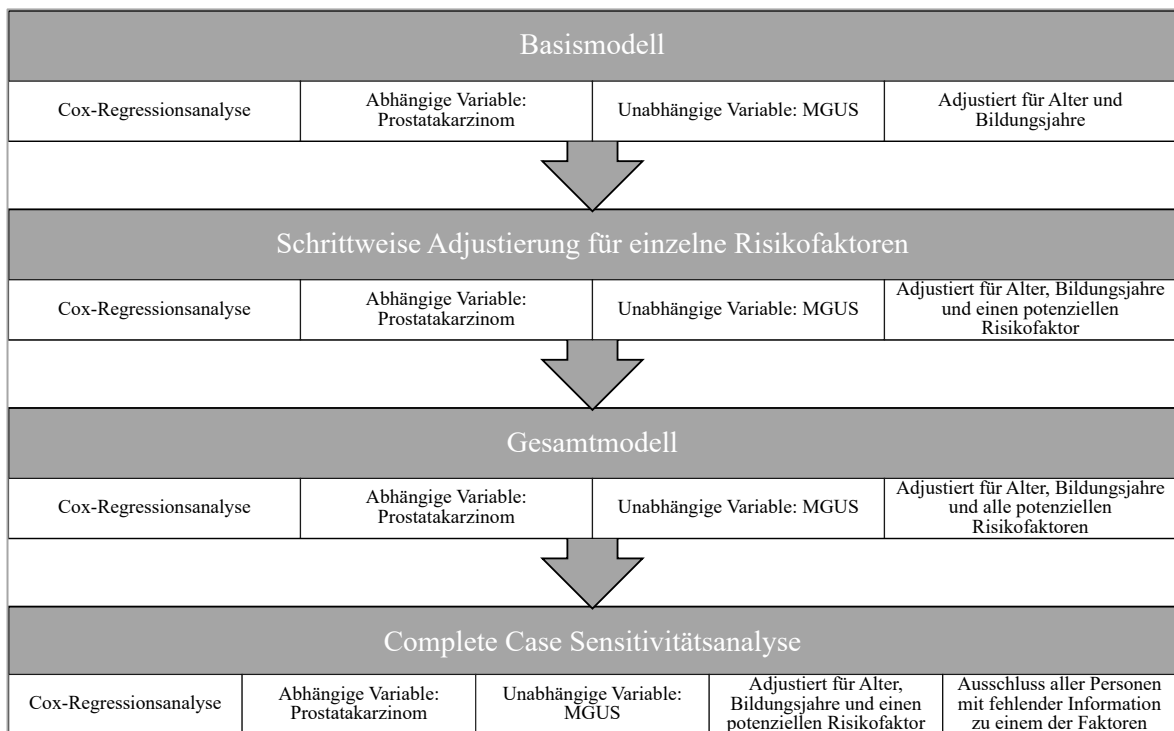 Basismodell
Cox-Regressionsanalyse
Abhängige Variable:
Prostatakarzinom
Unabhängige Variable: MGUS
Adjustiert für Alter und
Bildungsjahre
Schrittweise Adjustierung für einzelne Risikofaktoren
Cox-Regressionsanalyse
Abhängige Variable:
Prostatakarzinom
Unabhängige Variable: MGUS
Adjustiert für Alter, Bildungsjahre
und einen potenziellen
Risikofaktor
Gesamtmodell
Cox-Regressionsanalyse
Abhängige Variable:
Prostatakarzinom
Unabhängige Variable: MGUS
Adjustiert für Alter, Bildungsjahre
und alle potenziellen
Risikofaktoren
Complete Case Sensitivitätsanalyse
Cox-Regressionsanalyse
Abhängige Variable:
Prostatakarzinom
Unabhängige Variable:
MGUS
Adjustiert für Alter,
Bildungsjahre und einen
potenziellen Risikofaktor
Ausschluss aller Personen
mit fehlender Information
zu einem der Faktoren